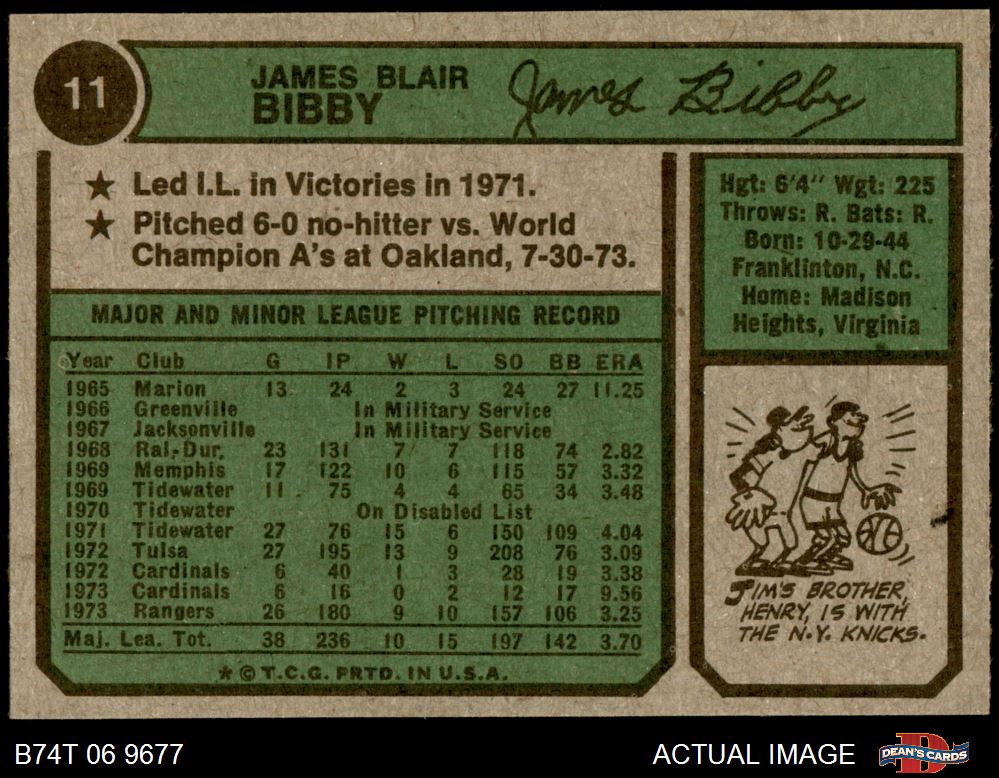 11
JAMES BLAIR
BIBBY
James Bibby
★ Led I.L. in Victories in 1971.
★ Pitched 6-0 no-hitter vs. World
Champion A's at Oakland, 7-30-73.
Hgt: 6'4" Wgt: 225
Throws: R. Bats: R.
Born: 10-29-44
Franklinton, N.C.
Home: Madison
Heights, Virginia
MAJOR AND MINOR LEAGUE PITCHING RECORD
Year Club G IP W L SO BB ERA
1965 Marion 13 24 2 3 24 27 11.25
1966 Greenville In Military Service
1967 Jacksonville In Military Service
1968 Ral.-Dur. 23 131 7 7 118 74 2.82
1969 Memphis 17 122 10 6 115 57 3.32
1969 Tidewater 11 75 4 4 65 34 3.48
1970 Tidewater On Disabled List
1971 Tidewater 27 76 15 6 150 109 4.04
1972 Tulsa 27 195 13 9 208 76 3.09
1972 Cardinals 6 40 1 3 28 19 3.38
1973 Cardinals 6 16 0 2 12 17 9.56
1973 Rangers 26 180 9 10 157 106 3.25
Maj. Lea. Tot. 38 236 10 15 197 142 3.70
* © T.C.G. PRTD. IN U.S.A.
JIM'S BROTHER,
HENRY, IS WITH
THE N.Y. KNICKS.
B74T 06 9677
ACTUAL IMAGE
D
DEAN'S CARDS